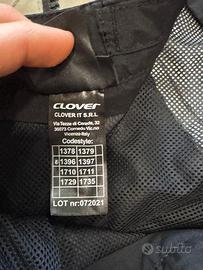 CLOVER
CLOVER IT S.R.L.
Via Tezze di Cereda, 32
36073 Cornedo Vic.no
Vicenza-Italy
Codestyle:
1378 1379
1396 1397
1710 1711
1729 1735
LOT nr:072021
subito